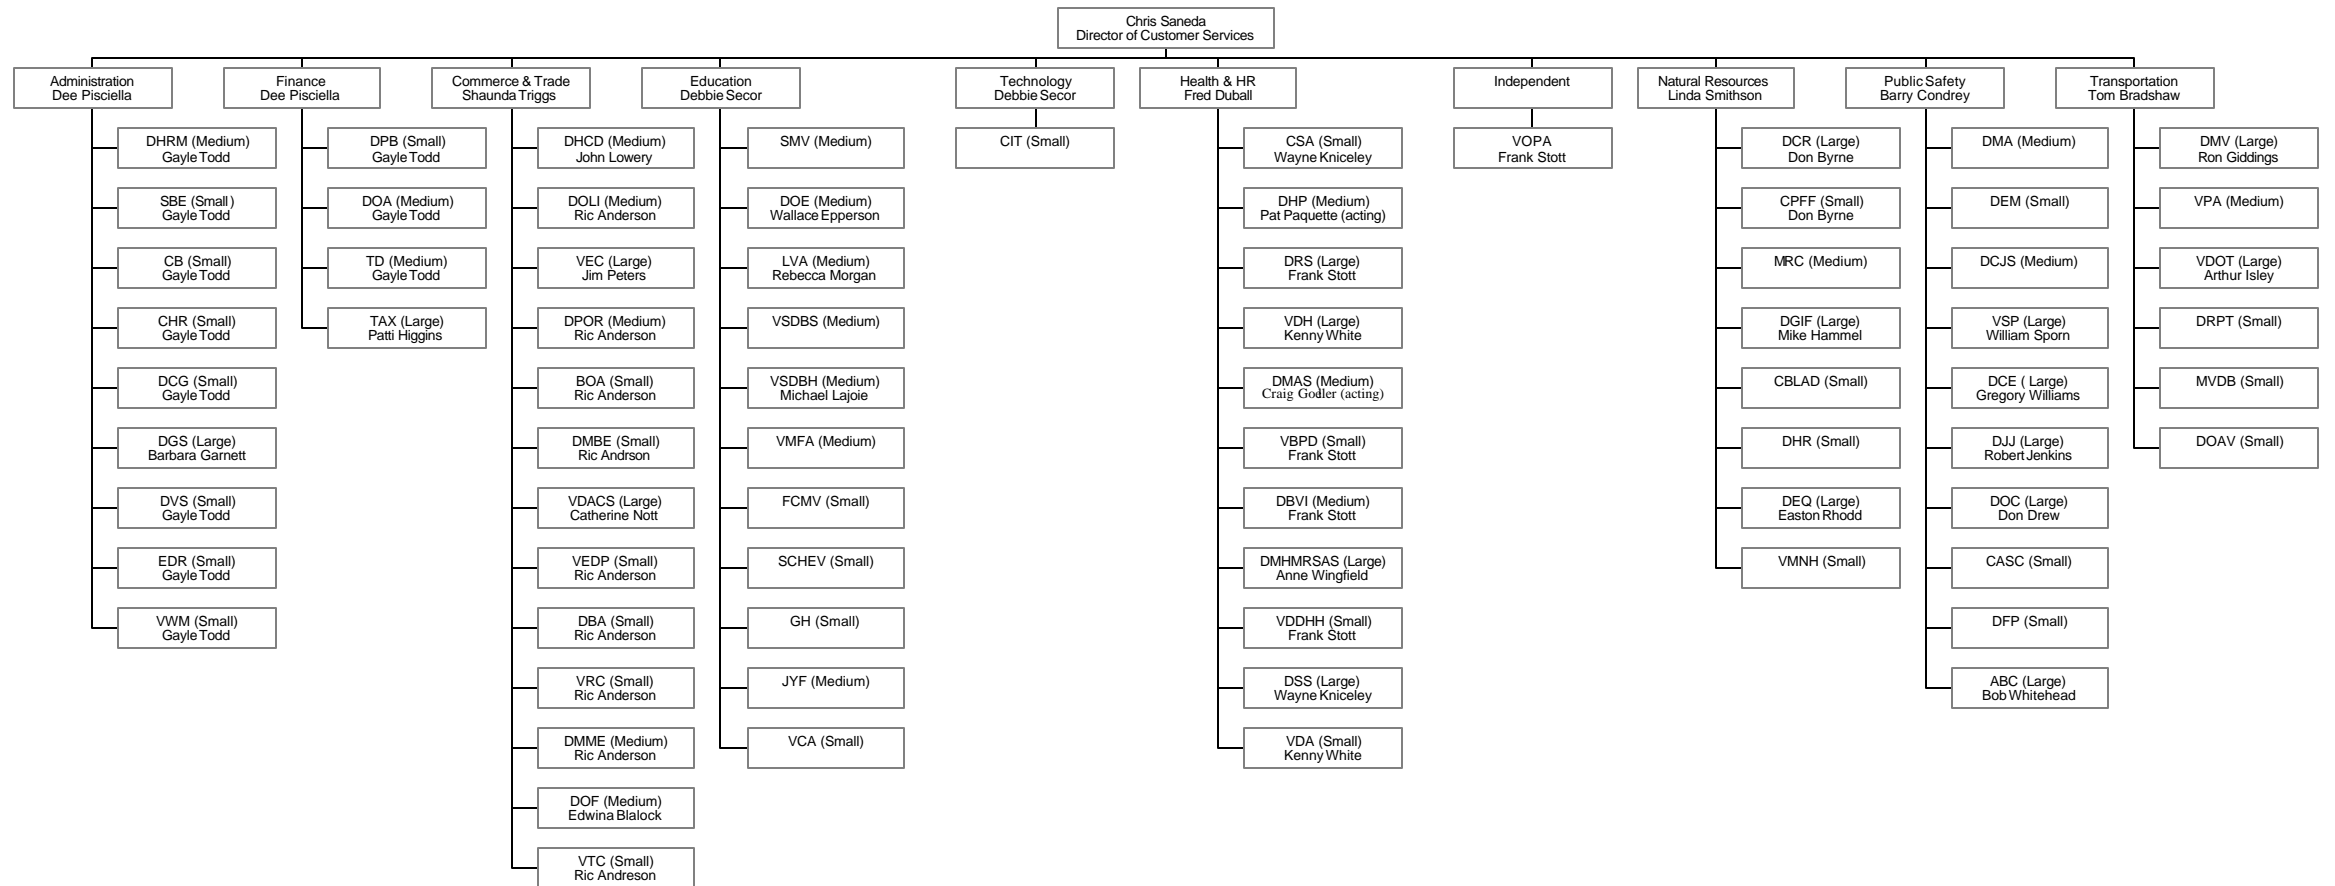 Chris Saneda
Director of Customer Services
Administration
Dee Pisciella
DHRM (Medium)
Gayle Todd
SBE (Small)
Gayle Todd
CB (Small)
Gayle Todd
CHR (Small)
Gayle Todd
DCG (Small)
Gayle Todd
DGS (Large)
Barbara Garnett
DVS (Small)
Gayle Todd
EDR (Small)
Gayle Todd
VWM (Small)
Gayle Todd
Finance
Dee Pisciella
DPB (Small)
Gayle Todd
DOA (Medium)
Gayle Todd
TD (Medium)
Gayle Todd
TAX (Large)
Patti Higgins
Commerce & Trade
Shaunda Triggs
DHCD (Medium)
John Lowery
DOLI (Medium)
Ric Anderson
VEC (Large)
Jim Peters
DPOR (Medium)
Ric Anderson
BOA (Small)
Ric Anderson
DMBE (Small)
Ric Andrson
VDACS (Large)
Catherine Nott
VEDP (Small)
Ric Anderson
DBA (Small)
Ric Anderson
VRC (Small)
Ric Anderson
DMME (Medium)
Ric Anderson
DOF (Medium)
Edwina Blalock
VTC (Small)
Ric Andreson
Education
Debbie Secor
SMV (Medium)
DOE (Medium)
Wallace Epperson
LVA (Medium)
Rebecca Morgan
VSDBS (Medium)
VSDBH (Medium)
Michael Lajoie
VMFA (Medium)
FCMV (Small)
SCHEV (Small)
GH (Small)
JYF (Medium)
VCA (Small)
Technology
Debbie Secor
CIT (Small)
Health & HR
Fred Duball
CSA (Small)
Wayne Kniceley
DHP (Medium)
Pat Paquette (acting)
DRS (Large)
Frank Stott
VDH (Large)
Kenny White
DMAS (Medium)
Craig Godler (acting)
VBPD (Small)
Frank Stott
DBVI (Medium)
Frank Stott
DMHMRSAS (Large)
Anne Wingfield
VDDHH (Small)
Frank Stott
DSS (Large)
Wayne Kniceley
VDA (Small)
Kenny White
Independent
VOPA
Frank Stott
Natural Resources
Linda Smithson
DCR (Large)
Don Byrne
CPFF (Small)
Don Byrne
MRC (Medium)
DGIF (Large)
Mike Hammel
CBLAD (Small)
DHR (Small)
DEQ (Large)
Easton Rhodd
VMNH (Small)
Public Safety
Barry Condrey
DMA (Medium)
DEM (Small)
DCJS (Medium)
VSP (Large)
William Sporn
DCE ( Large)
Gregory Williams
DJJ (Large)
Robert Jenkins
DOC (Large)
Don Drew
CASC (Small)
DFP (Small)
ABC (Large)
Bob Whitehead
Transportation
Tom Bradshaw
DMV (Large)
Ron Giddings
VPA (Medium)
VDOT (Large)
Arthur Isley
DRPT (Small)
MVDB (Small)
DOAV (Small)